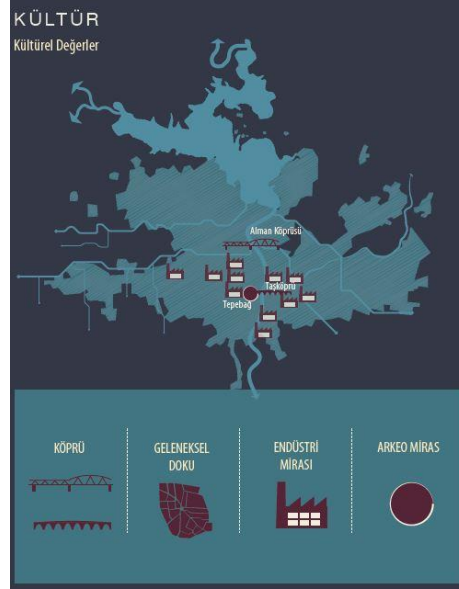 KÜLTÜR
Kültürel Değerler
Alman Köprüsü
Taşköprü
Tepebağ
KÖPRÜ
GELENEKSEL
DOKU
ENDÜSTRİ
MİRASI
ARKEO MİRAS